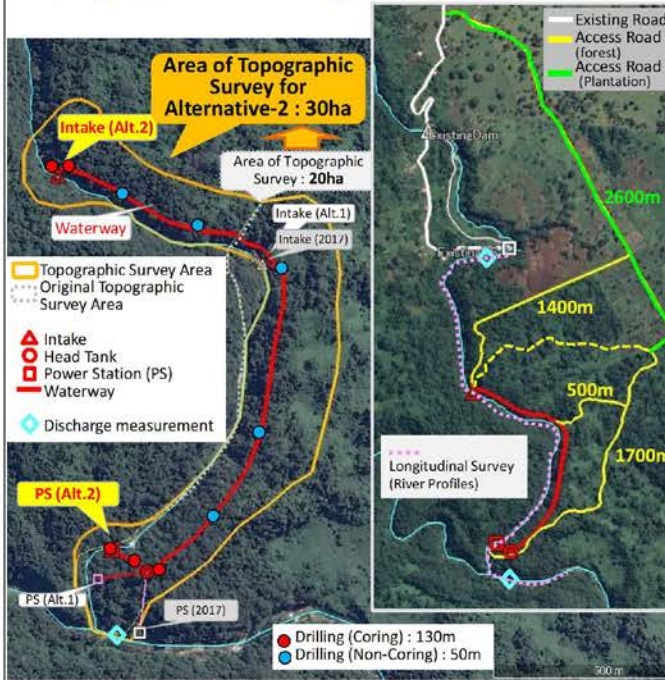 Area of Topographic
Survey for
Alternative-2 : 30ha
Intake (Alt.2)
Area of Topographic
Survey : 20ha
Waterway
Intake (Alt.1)
Intake (2017)
Topographic Survey Area
Original Topographic
Survey Area
Intake
Head Tank
Power Station (PS)
Waterway
Discharge measurement
PS (Alt.2)
PS (Alt.1)
PS (2017)
Drilling (Coring) : 130m
Drilling (Non-Coring) : 50m
Existing Road
Access Road
(forest)
Access Road
(Plantation)
ExistingDam
2600m
1400m
500m
1700m
Longitudinal Survey
(River Profiles)
500 m